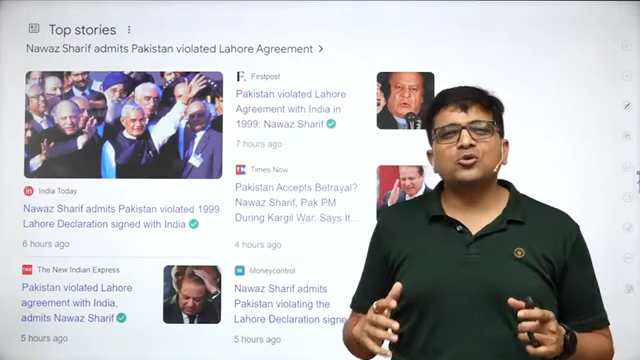 Top stories
Nawaz Sharif admits Pakistan violated Lahore Agreement
India Today
Nawaz Sharif admits Pakistan violated 1999
Lahore Declaration signed with India
6 hours ago
Firstpost
Pakistan violated Lahore
Agreement with India in
1999: Nawaz Sharif
7 hours ago
Times Now
Pakistan Accepts Betrayal?
Nawaz Sharif, Pak PM
During Kargil War, Says It...
4 hours ago
The New Indian Express
Pakistan violated Lahore
agreement with India,
admits Nawaz Sharif
5 hours ago
Moneycontrol
Nawaz Sharif admits
Pakistan violating the
Lahore Declaration
5 hours ago